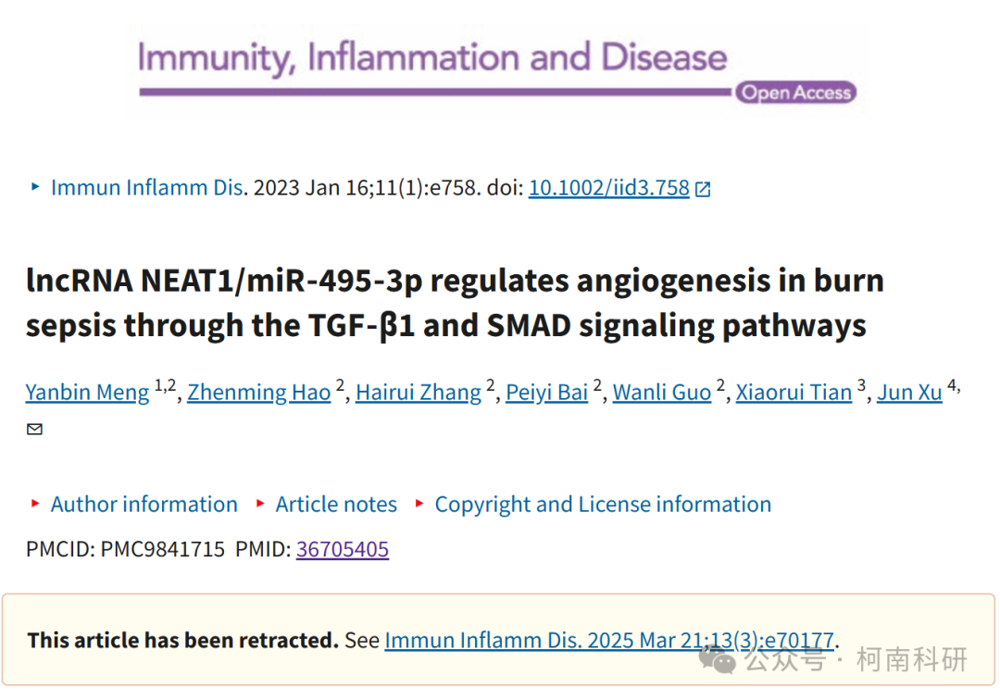 Immunity, Inflammation and Disease
Open Access
‣ Immun Inflamm Dis. 2023 Jan 16;11(1):e758. doi: 10.1002/iid3.758
lncRNA NEAT1/miR-495-3p regulates angiogenesis in burn
sepsis through the TGF-β1 and SMAD signaling pathways
Yanbin Meng 1,2, Zhenming Hao 2, Hairui Zhang 2, Peiyi Bai 2, Wanli Guo 2, Xiaorui Tian 3, Jun Xu 4,
‣ Author information ‣ Article notes ‣ Copyright and License information
PMCID: PMC9841715 PMID: 36705405
This article has been retracted. See Immun Inflamm Dis. 2025 Mar 21;13(3):e70177.
公众号 · 柯南科研